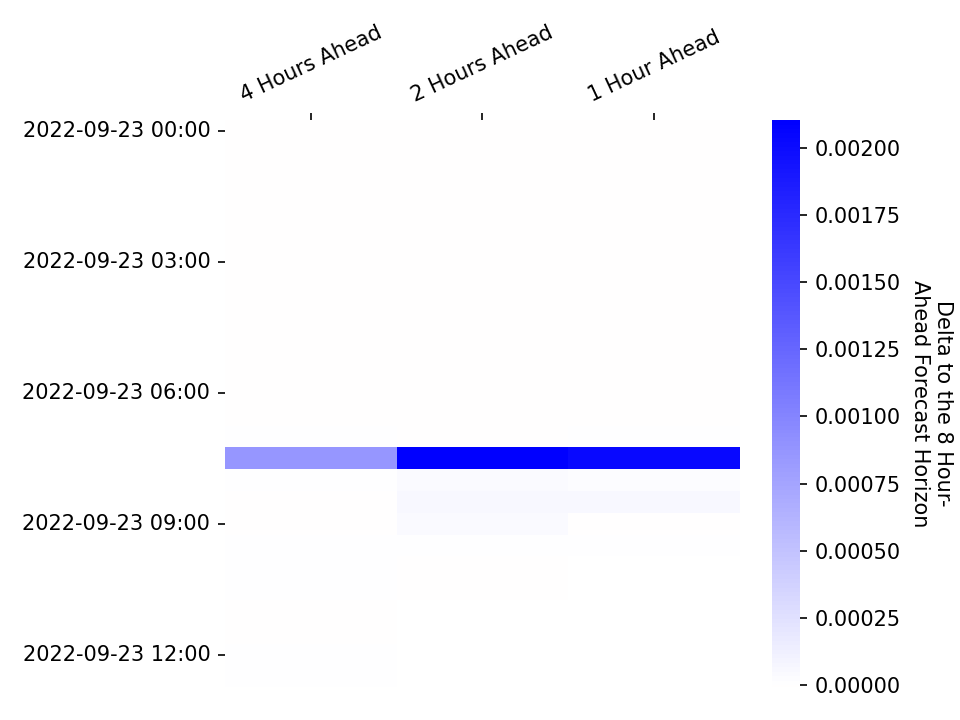 4 Hours Ahead
2 Hours Ahead
1 Hour Ahead
2022-09-23 00:00
2022-09-23 03:00
2022-09-23 06:00
2022-09-23 09:00
2022-09-23 12:00
0.00200
0.00175
0.00150
0.00125
0.00100
0.00075
0.00050
0.00025
0.00000
Delta to the 8 Hour-
Ahead Forecast Horizon